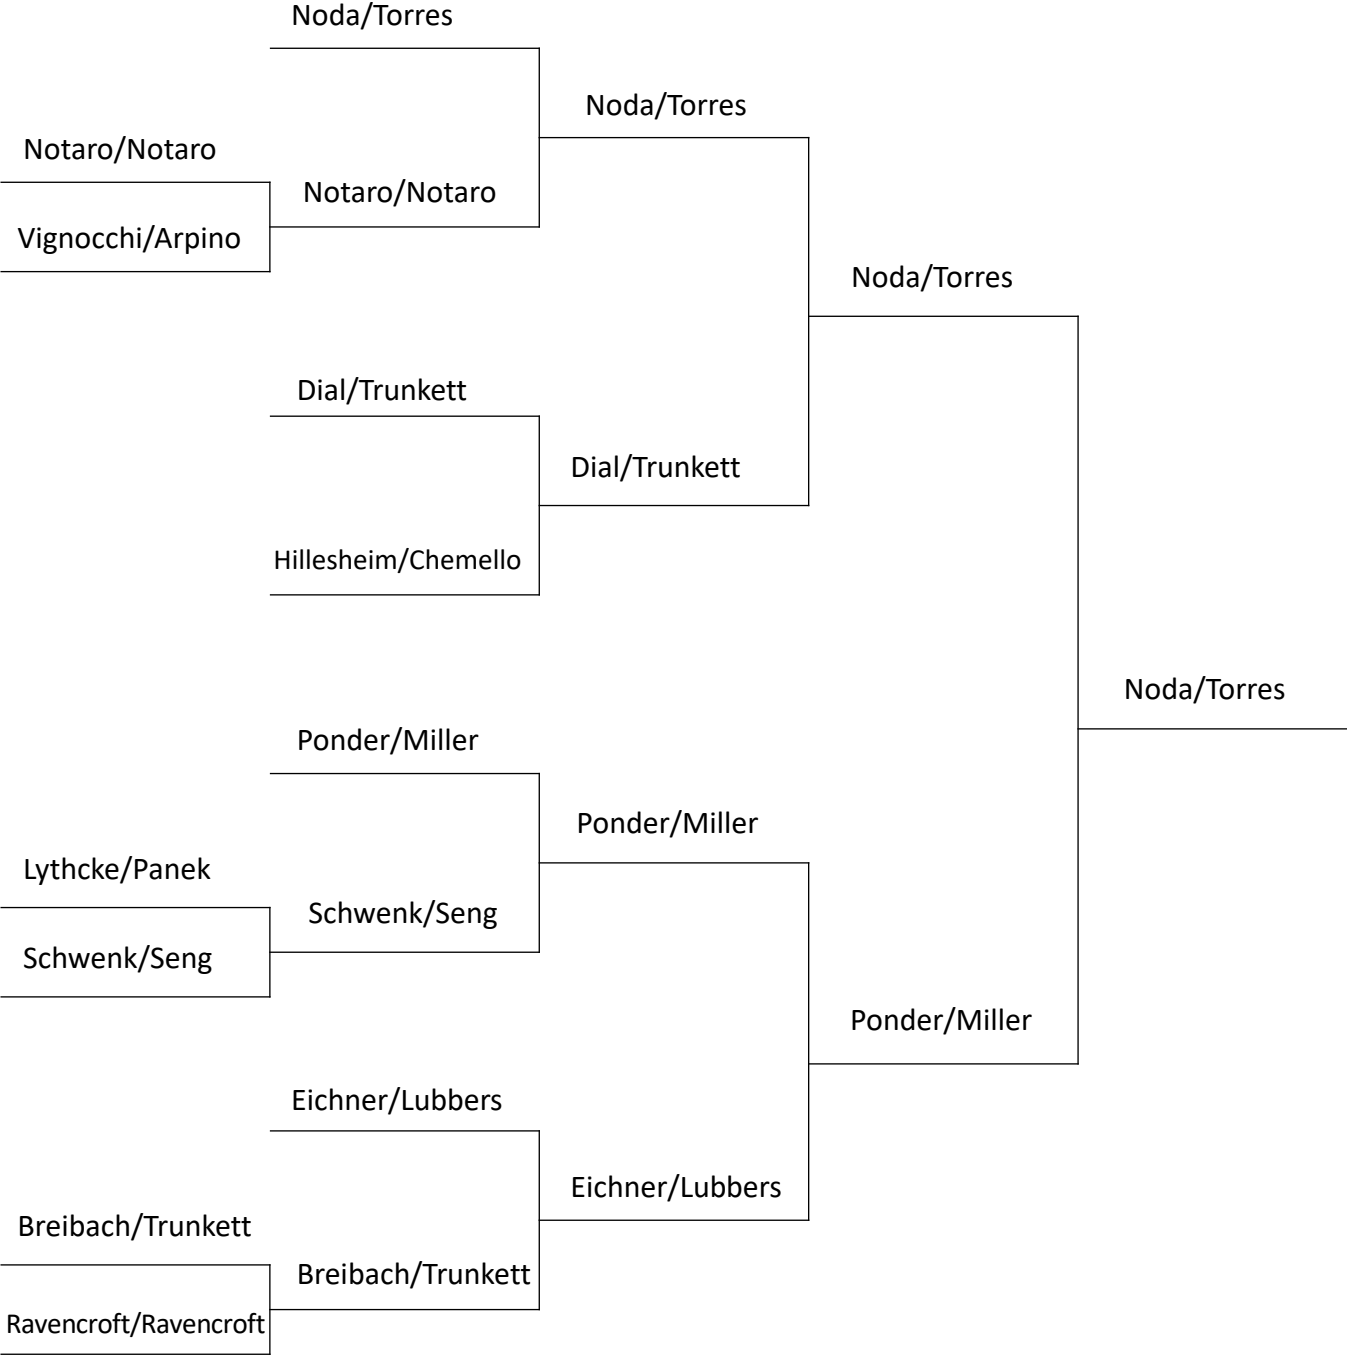 Noda/Torres
Noda/Torres
Notaro/Notaro
Notaro/Notaro
Vignocchi/Arpino
Noda/Torres
Dial/Trunkett
Dial/Trunkett
Hillesheim/Chemello
Noda/Torres
Ponder/Miller
Ponder/Miller
Lythcke/Panek
Schwenk/Seng
Schwenk/Seng
Ponder/Miller
Eichner/Lubbers
Eichner/Lubbers
Breibach/Trunkett
Breibach/Trunkett
Ravencroft/Ravencroft